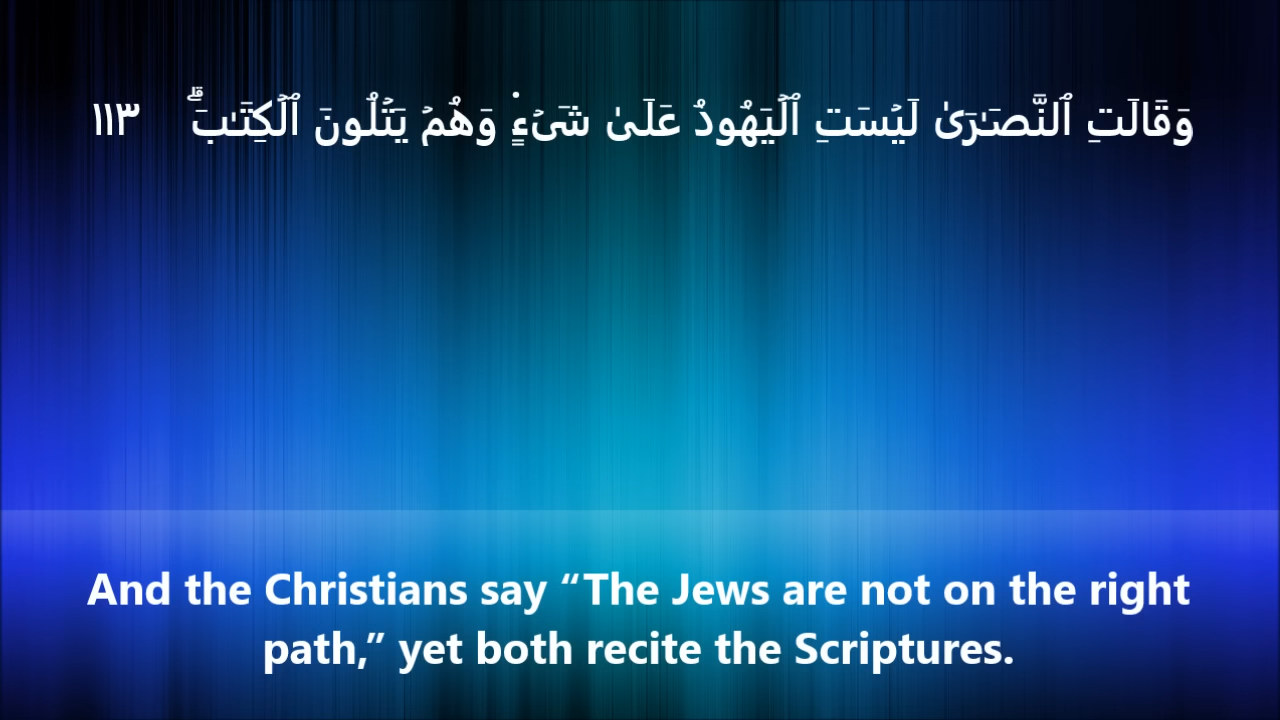 وَقَالَتِ ٱلنَّصَـٰرَىٰ لَيْسَتِ ٱلْيَهُودُ عَلَىٰ شَىْءٍۢ وَهُمْ يَتْلُونَ ٱلْكِتَـٰبَ ۗ ١١٣
And the Christians say “The Jews are not on the right
path,” yet both recite the Scriptures.